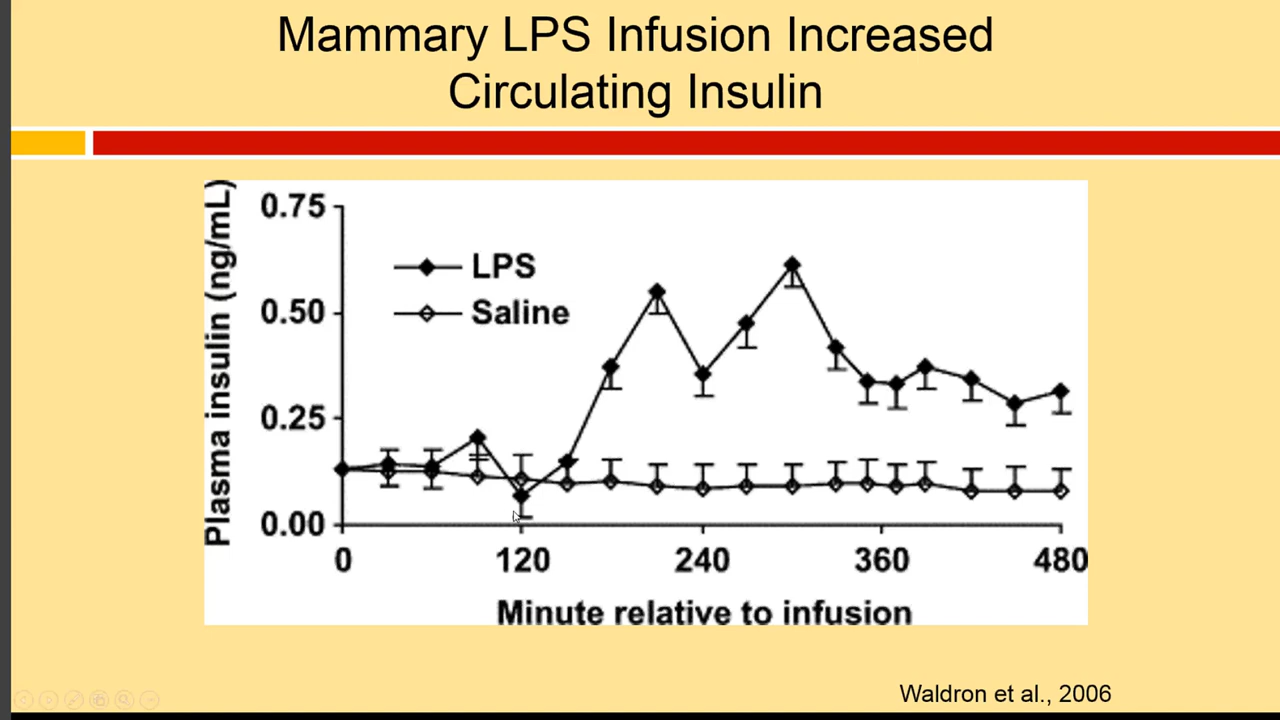 Mammary LPS Infusion Increased
Circulating Insulin
Plasma insulin (ng/mL)
0.75
0.50
0.25
0.00
LPS
Saline
0 120 240 360 480
Minute relative to infusion
Waldron et al., 2006